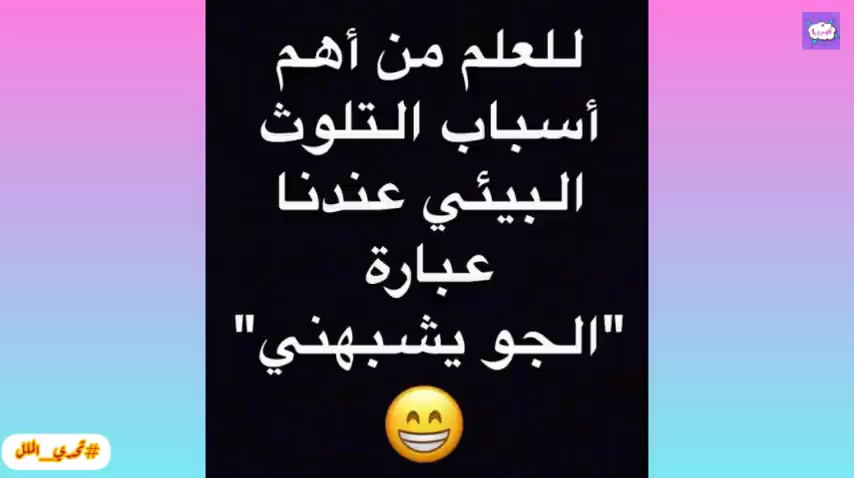 للعلم من أهم
أسباب التلوث
البيئي عندنا
عبارة
"الجو يشبهني"
#تحدي_الملل